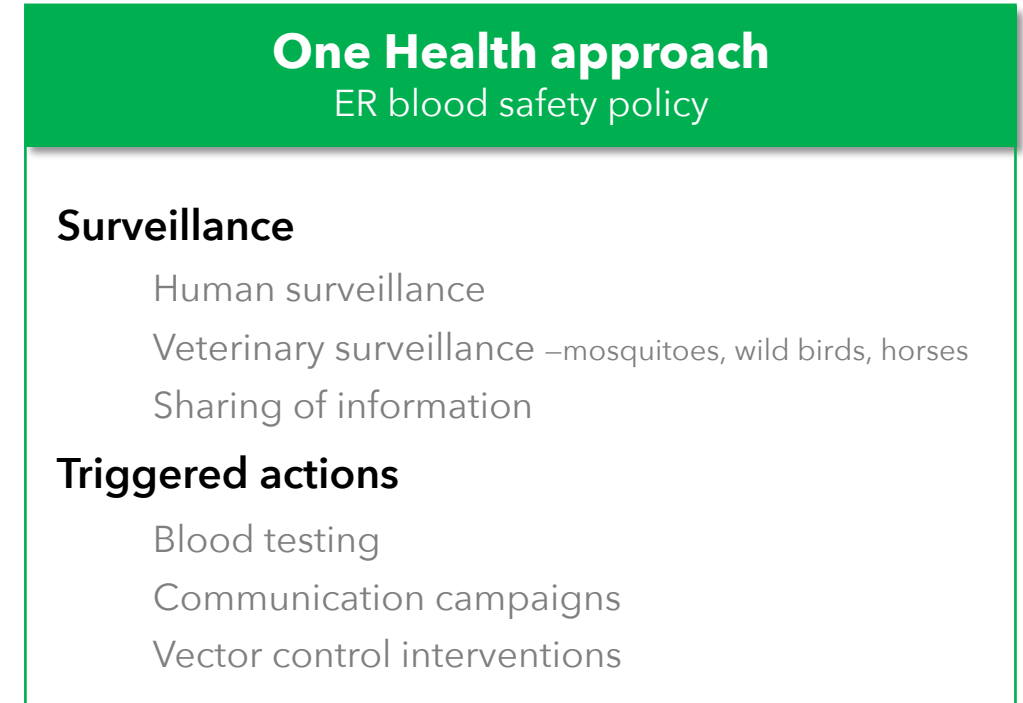 One Health approach
ER blood safety policy
Surveillance
Human surveillance
Veterinary surveillance –mosquitoes, wild birds, horses
Sharing of information
Triggered actions
Blood testing
Communication campaigns
Vector control interventions